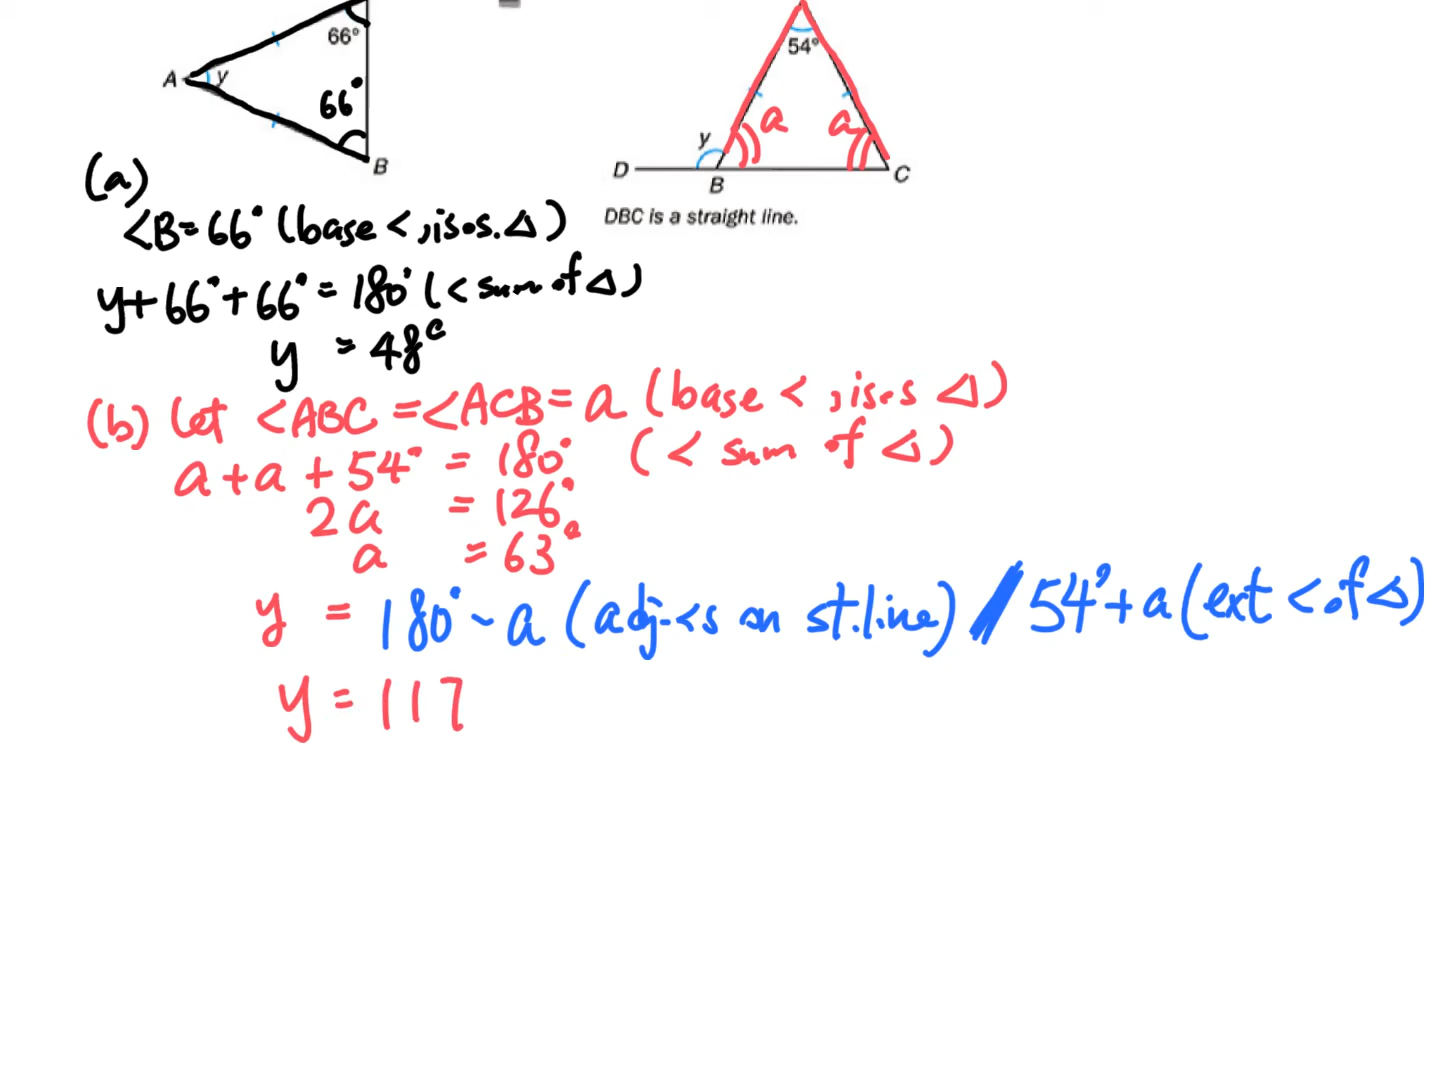 66°
54°
A y
66°
a a
y
B
D B C
DBC is a straight line.
(a)
<B=66° (base <, isos. △)
y+66°+66°=180° (< sum of △)
y = 48°
(b) Let <ABC =<ACB= a (base <, isos △)
a+a+54° = 180° (< sum of △)
2a = 126°
a = 63°
y = 180° - a (adj <s on st. line) / 54°+a (ext < of △)
y = 117